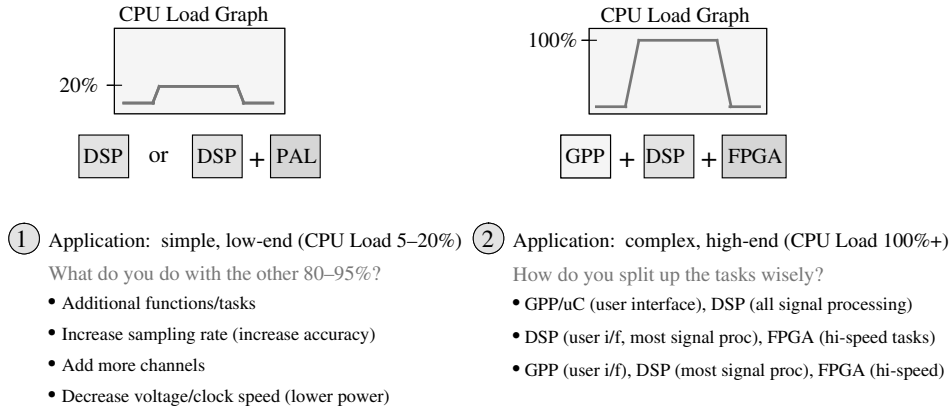 CPU Load Graph
20%
DSP or DSP + PAL
① Application: simple, low-end (CPU Load 5–20%)
What do you do with the other 80–95%?
• Additional functions/tasks
• Increase sampling rate (increase accuracy)
• Add more channels
• Decrease voltage/clock speed (lower power)
CPU Load Graph
100%
GPP + DSP + FPGA
② Application: complex, high-end (CPU Load 100%+)
How do you split up the tasks wisely?
• GPP/uC (user interface), DSP (all signal processing)
• DSP (user i/f, most signal proc), FPGA (hi-speed tasks)
• GPP (user i/f), DSP (most signal proc), FPGA (hi-speed)